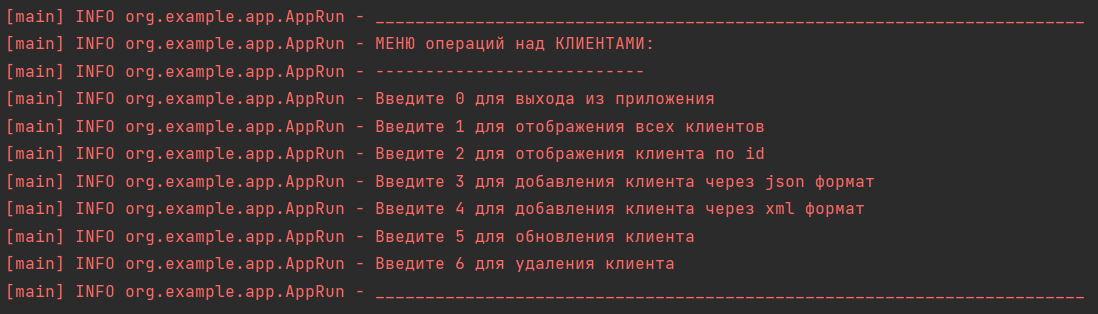 [main] INFO org.example.app.AppRun - _______________________________________________________________________
[main] INFO org.example.app.AppRun - МЕНЮ операций над КЛИЕНТАМИ:
[main] INFO org.example.app.AppRun - ---------------------------
[main] INFO org.example.app.AppRun - Введите 0 для выхода из приложения
[main] INFO org.example.app.AppRun - Введите 1 для отображения всех клиентов
[main] INFO org.example.app.AppRun - Введите 2 для отображения клиента по id
[main] INFO org.example.app.AppRun - Введите 3 для добавления клиента через json формат
[main] INFO org.example.app.AppRun - Введите 4 для добавления клиента через xml формат
[main] INFO org.example.app.AppRun - Введите 5 для обновления клиента
[main] INFO org.example.app.AppRun - Введите 6 для удаления клиента
[main] INFO org.example.app.AppRun - _______________________________________________________________________